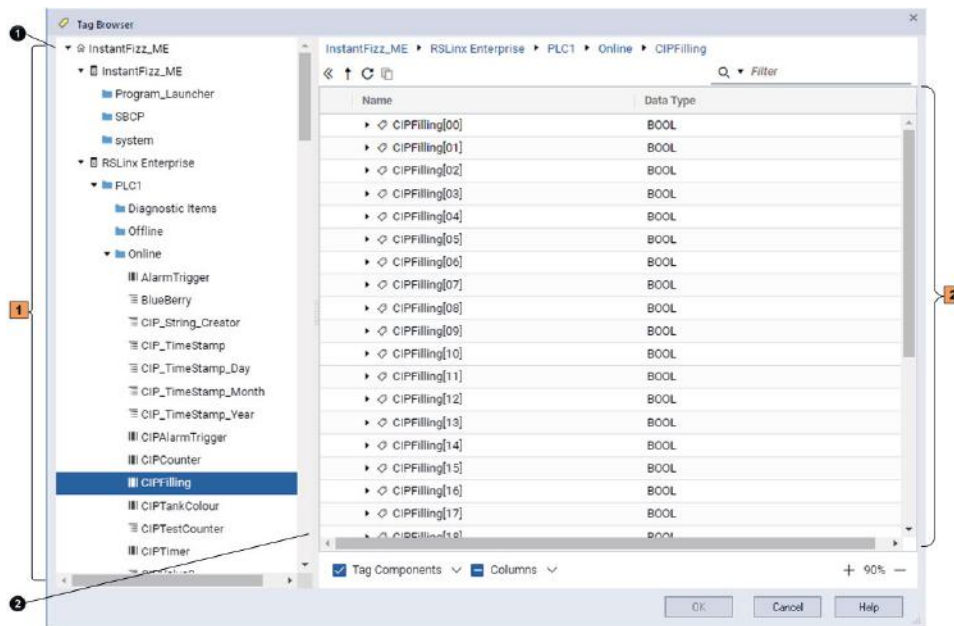 Tag Browser
1
InstantFizz_ME
InstantFizz_ME
Program_Launcher
SBCP
system
RSLinx Enterprise
PLC1
Diagnostic Items
Offline
Online
AlarmTrigger
BlueBerry
CIP_String_Creator
CIP_TimeStamp
CIP_TimeStamp_Day
CIP_TimeStamp_Month
CIP_TimeStamp_Year
CIPAlarmTrigger
CIPCounter
CIPFilling
CIPTankColour
CIPTestCounter
CIPTimer
1
2
InstantFizz_ME RSLinx Enterprise PLC1 Online CIPFilling
Filter
Name Data Type
CIPFilling[00] BOOL
CIPFilling[01] BOOL
CIPFilling[02] BOOL
CIPFilling[03] BOOL
CIPFilling[04] BOOL
CIPFilling[05] BOOL
CIPFilling[06] BOOL
CIPFilling[07] BOOL
CIPFilling[08] BOOL
CIPFilling[09] BOOL
CIPFilling[10] BOOL
CIPFilling[11] BOOL
CIPFilling[12] BOOL
CIPFilling[13] BOOL
CIPFilling[14] BOOL
CIPFilling[15] BOOL
CIPFilling[16] BOOL
CIPFilling[17] BOOL
CIPFilling[18] BOOL
2
Tag Components Columns + 90% —
OK Cancel Help